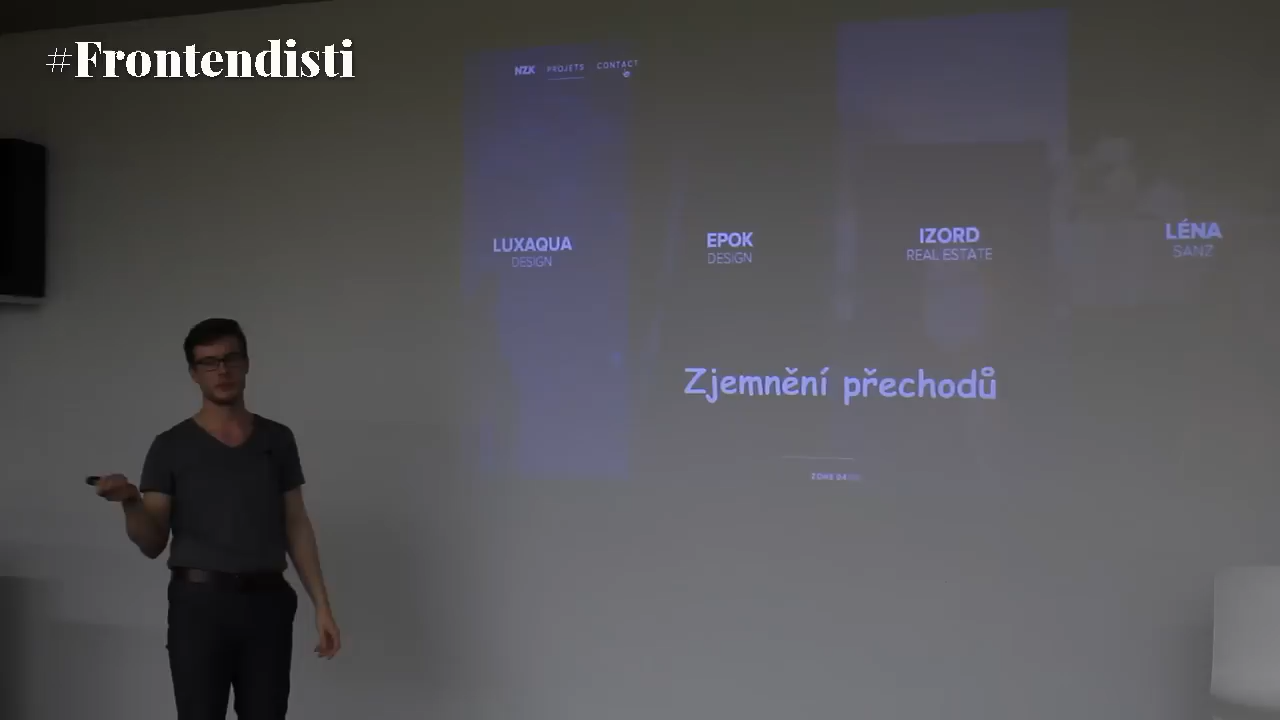 #Frontendisti
NZK PROJETS CONTACT
LUXAQUA
DESIGN
EPOK
DESIGN
IZORD
REAL ESTATE
LÉNA
SANZ
Zjemnění přechodů